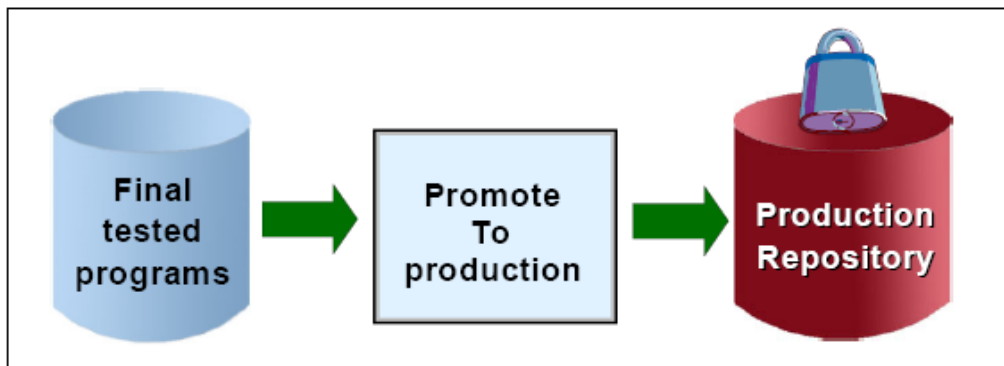 Final
tested
programs
Promote
To
production
Production
Repository